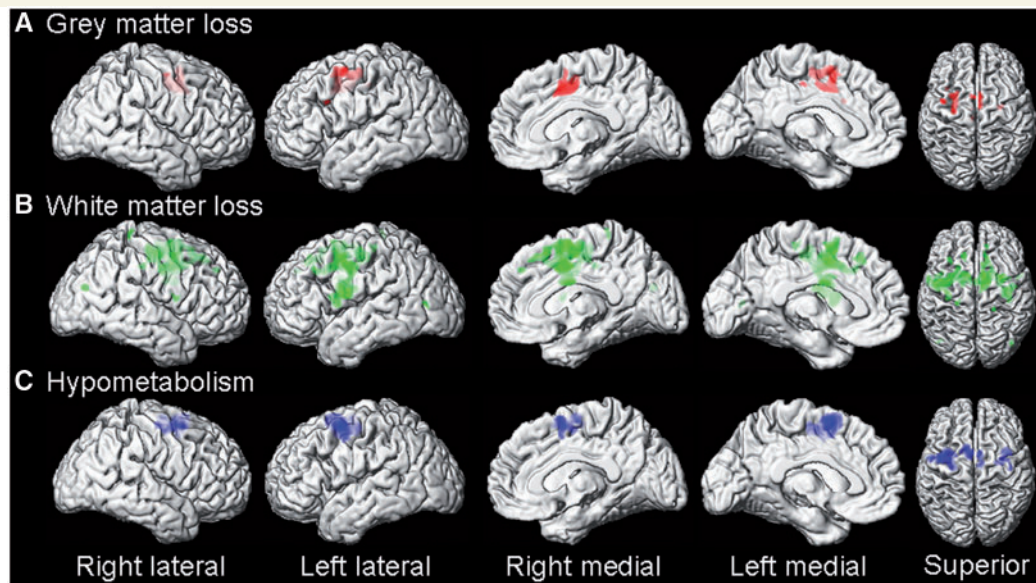 A Grey matter loss
B White matter loss
C Hypometabolism
Right lateral Left lateral Right medial Left medial Superior